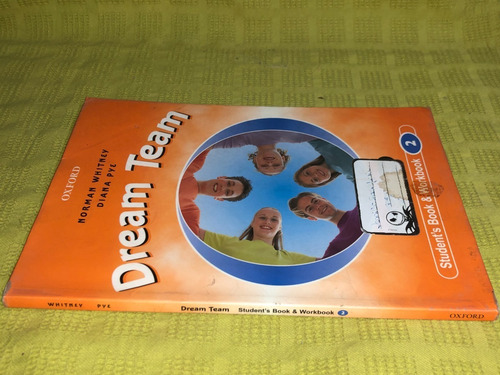 OXFORD
NORMAN WHITNEY
DIANA PYE
Dream Team
Student's Book & Workbook 2
WHITNEY PYE Dream Team Student's Book & Workbook 2 OXFORD